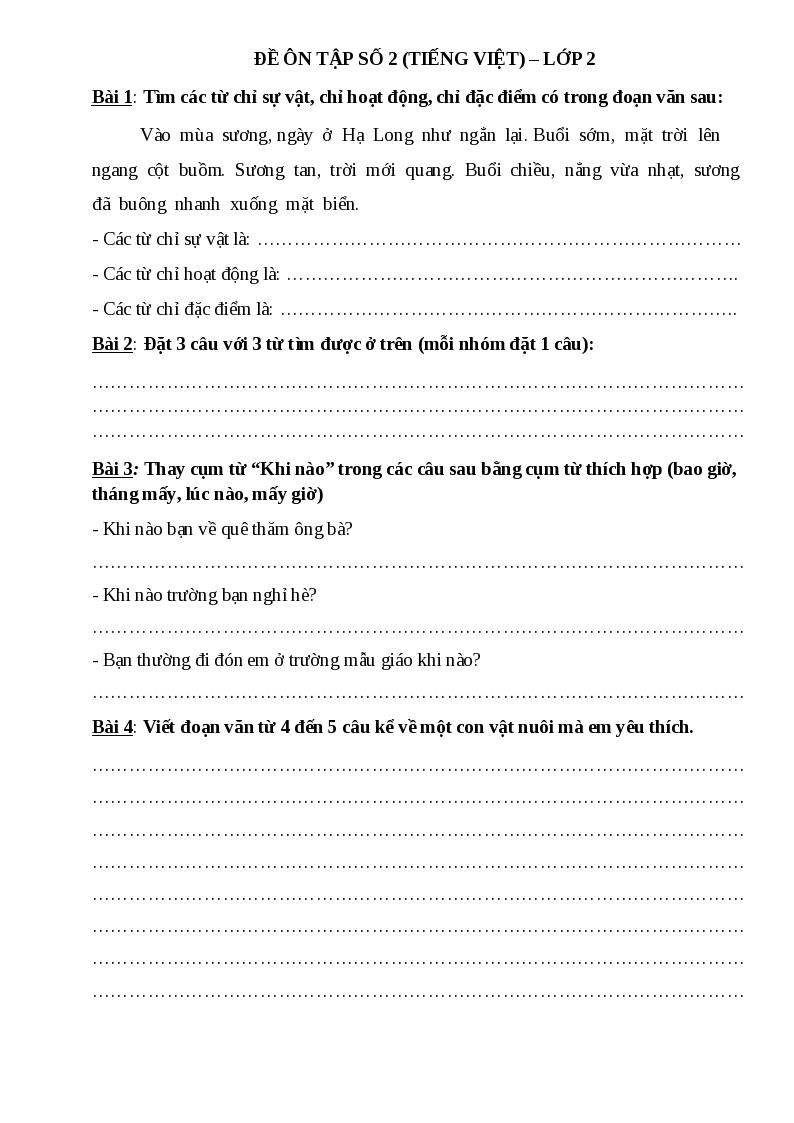 ĐỀ ÔN TẬP SỐ 2 (TIẾNG VIỆT) – LỚP 2
Bài 1: Tìm các từ chỉ sự vật, chỉ hoạt động, chỉ đặc điểm có trong đoạn văn sau:
Vào mùa sương, ngày ở Hạ Long như ngắn lại. Buổi sớm, mặt trời lên
ngang cột buồm. Sương tan, trời mới quang. Buổi chiều, nắng vừa nhạt, sương
đã buông nhanh xuống mặt biển.
- Các từ chỉ sự vật là: ……………………………………………………………………
- Các từ chỉ hoạt động là: ……………………………………………………………….
- Các từ chỉ đặc điểm là: ………………………………………………………………..
Bài 2: Đặt 3 câu với 3 từ tìm được ở trên (mỗi nhóm đặt 1 câu):
……………………………………………………………………………………………
……………………………………………………………………………………………
……………………………………………………………………………………………
Bài 3: Thay cụm từ “Khi nào” trong các câu sau bằng cụm từ thích hợp (bao giờ,
tháng mấy, lúc nào, mấy giờ)
- Khi nào bạn về quê thăm ông bà?
……………………………………………………………………………………………
- Khi nào trường bạn nghỉ hè?
……………………………………………………………………………………………
- Bạn thường đi đón em ở trường mẫu giáo khi nào?
……………………………………………………………………………………………
Bài 4: Viết đoạn văn từ 4 đến 5 câu kể về một con vật nuôi mà em yêu thích.
……………………………………………………………………………………………
……………………………………………………………………………………………
……………………………………………………………………………………………
……………………………………………………………………………………………
……………………………………………………………………………………………
……………………………………………………………………………………………
……………………………………………………………………………………………
……………………………………………………………………………………………